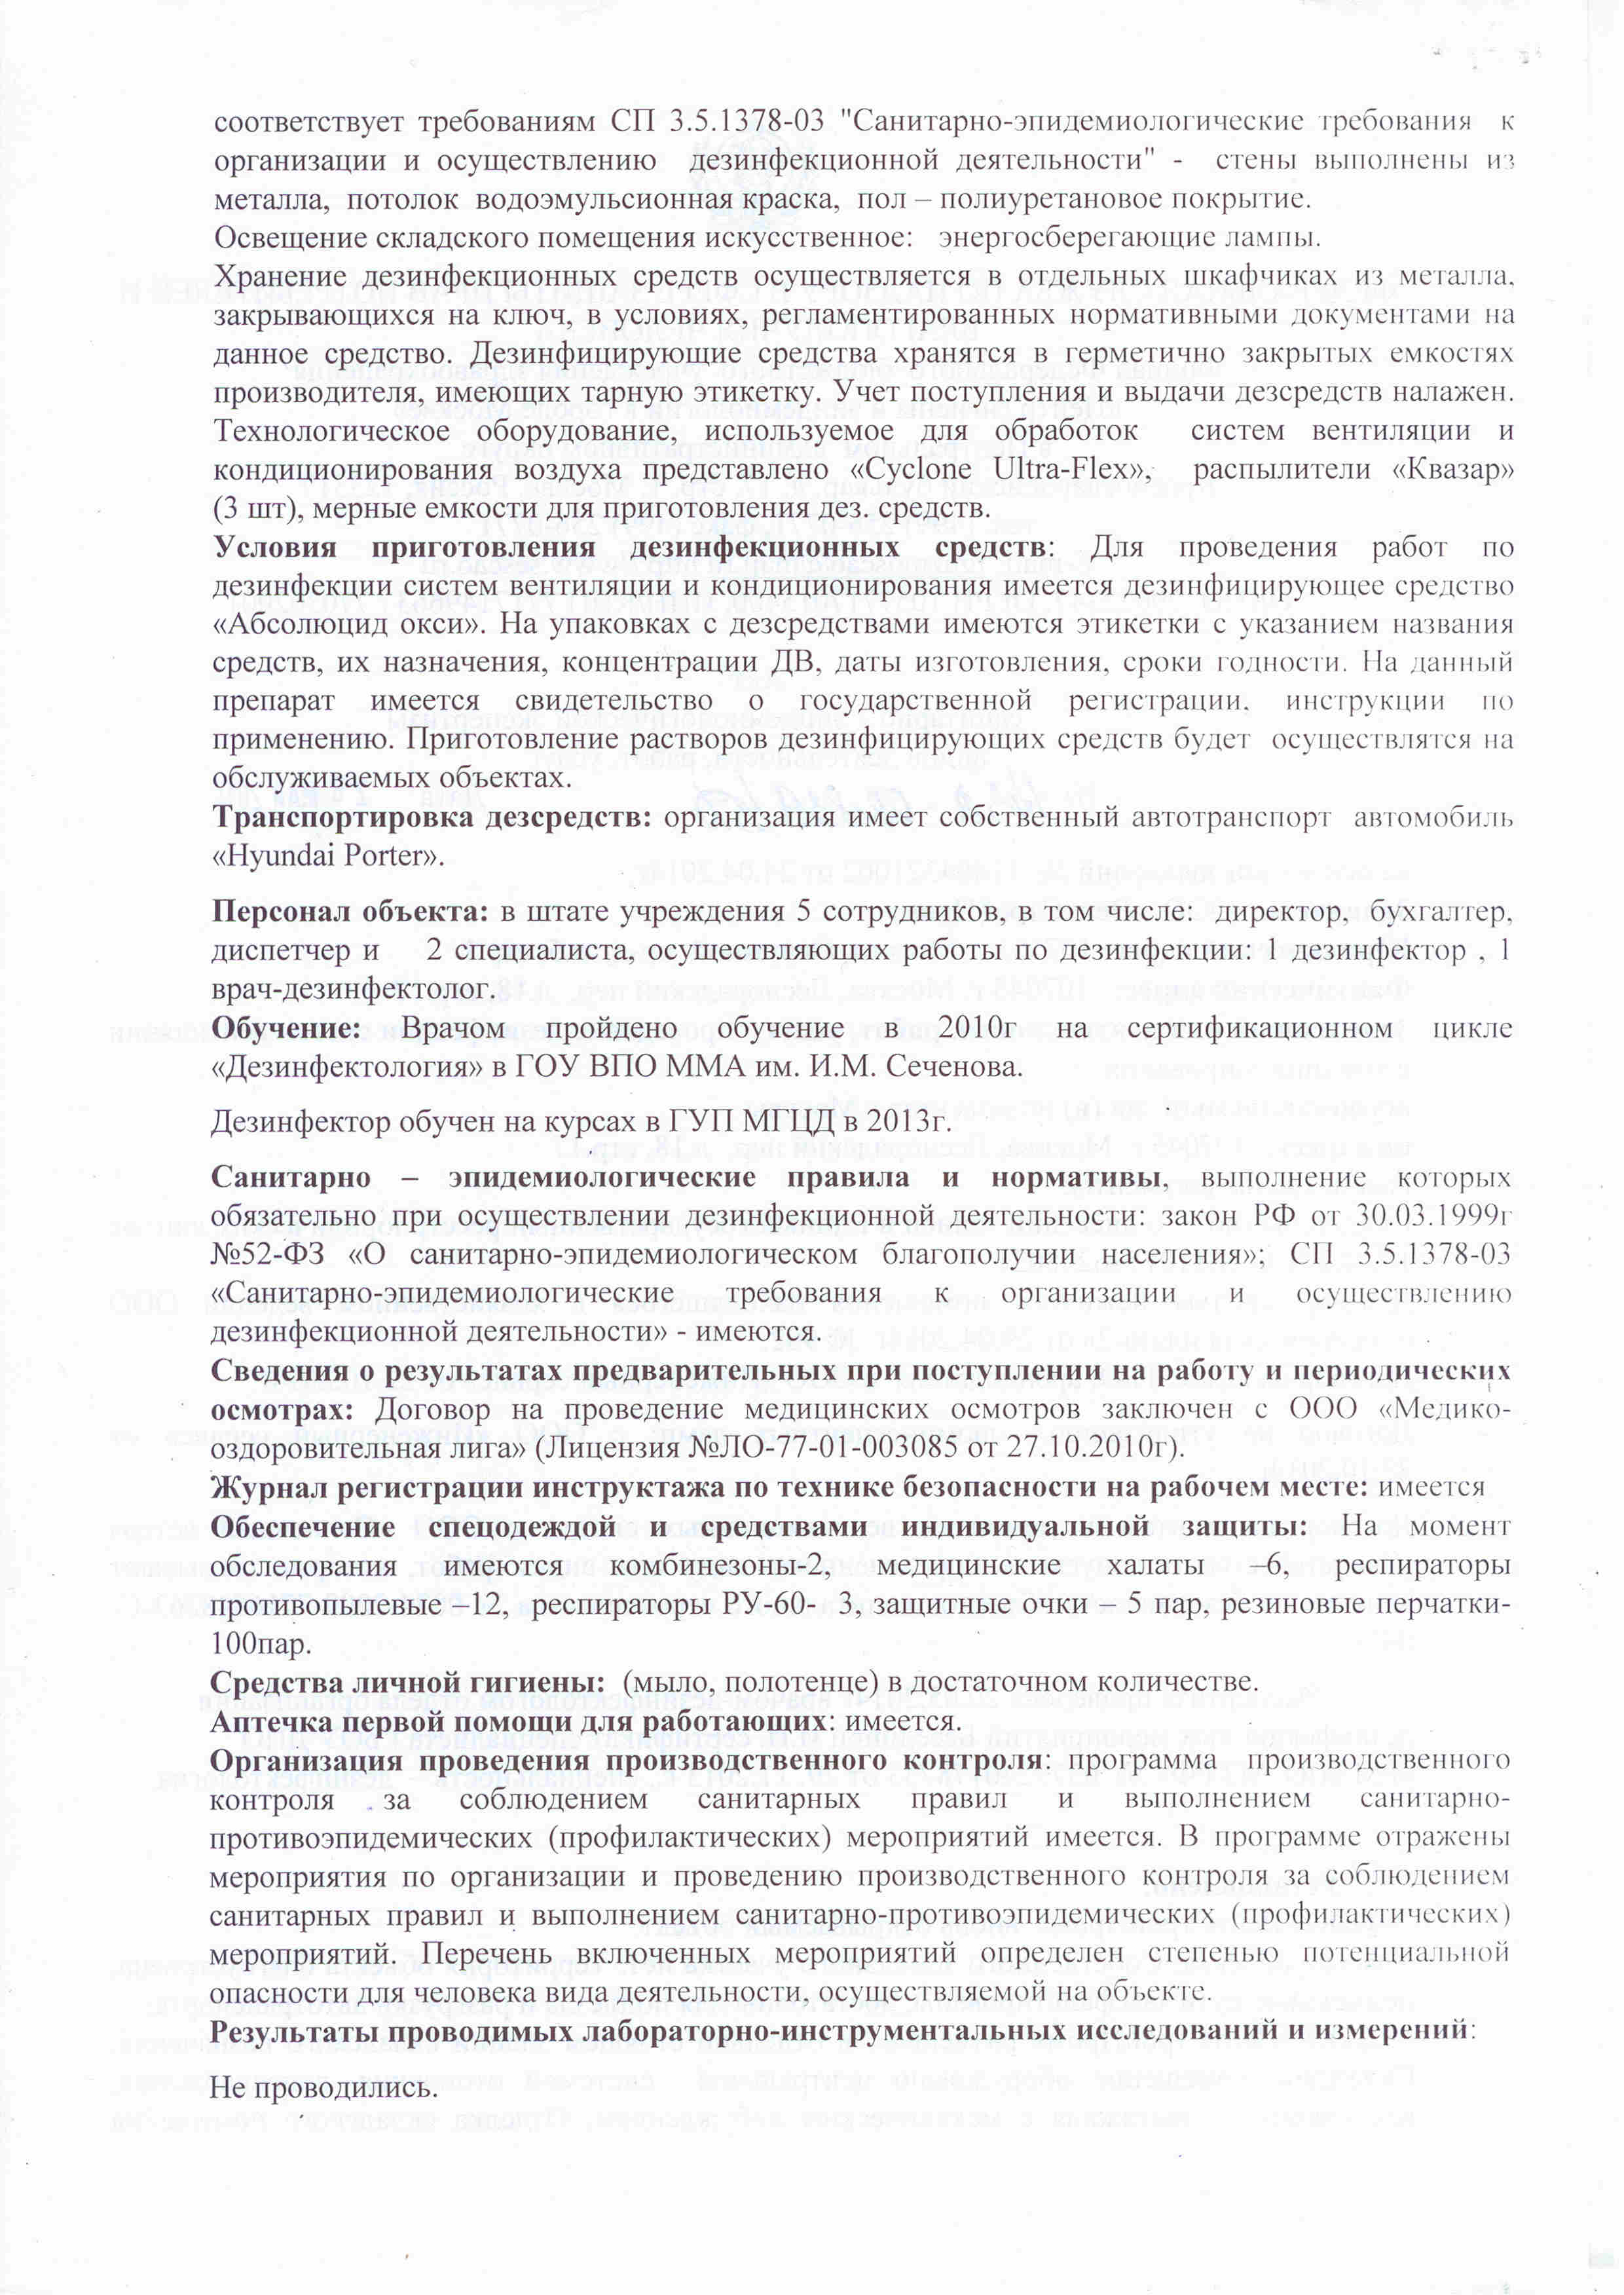 соответствует требованиям СП 3.5.1378-03 "Санитарно-эпидемиологические требования к
организации и осуществлению дезинфекционной деятельности" - стены выполнены из
металла, потолок водоэмульсионная краска, пол – полиуретановое покрытие.
Освещение складского помещения искусственное: энергосберегающие лампы.
Хранение дезинфекционных средств осуществляется в отдельных шкафчиках из металла,
закрывающихся на ключ, в условиях, регламентированных нормативными документами на
данное средство. Дезинфицирующие средства хранятся в герметично закрытых емкостях
производителя, имеющих тарную этикетку. Учет поступления и выдачи дезсредств налажен.
Технологическое оборудование, используемое для обработок систем вентиляции и
кондиционирования воздуха представлено «Cyclone Ultra-Flex», распылители «Квазар»
(3 шт), мерные емкости для приготовления дез. средств.
Условия приготовления дезинфекционных средств: Для проведения работ по
дезинфекции систем вентиляции и кондиционирования имеется дезинфицирующее средство
«Абсолюцид окси». На упаковках с дезсредствами имеются этикетки с указанием названия
средств, их назначения, концентрации ДВ, даты изготовления, сроки годности. На данный
препарат имеется свидетельство о государственной регистрации, инструкции по
применению. Приготовление растворов дезинфицирующих средств будет осуществлятся на
обслуживаемых объектах.
Транспортировка дезсредств: организация имеет собственный автотранспорт автомобиль
«Hyundai Porter».
Персонал объекта: в штате учреждения 5 сотрудников, в том числе: директор, бухгалтер,
диспетчер и 2 специалиста, осуществляющих работы по дезинфекции: 1 дезинфектор , 1
врач-дезинфектолог.
Обучение: Врачом пройдено обучение в 2010г на сертификационном цикле
«Дезинфектология» в ГОУ ВПО ММА им. И.М. Сеченова.
Дезинфектор обучен на курсах в ГУП МГЦД в 2013г.
Санитарно – эпидемиологические правила и нормативы, выполнение которых
обязательно при осуществлении дезинфекционной деятельности: закон РФ от 30.03.1999г
№52-ФЗ «О санитарно-эпидемиологическом благополучии населения»; СП 3.5.1378-03
«Санитарно-эпидемиологические требования к организации и осуществлению
дезинфекционной деятельности» - имеются.
Сведения о результатах предварительных при поступлении на работу и периодических
осмотрах: Договор на проведение медицинских осмотров заключен с ООО «Медико-
оздоровительная лига» (Лицензия №ЛО-77-01-003085 от 27.10.2010г).
Журнал регистрации инструктажа по технике безопасности на рабочем месте: имеется
Обеспечение спецодеждой и средствами индивидуальной защиты: На момент
обследования имеются комбинезоны-2, медицинские халаты –6, респираторы
противопылевые –12, респираторы РУ-60- 3, защитные очки – 5 пар, резиновые перчатки-
100пар.
Средства личной гигиены: (мыло, полотенце) в достаточном количестве.
Аптечка первой помощи для работающих: имеется.
Организация проведения производственного контроля: программа производственного
контроля за соблюдением санитарных правил и выполнением санитарно-
противоэпидемических (профилактических) мероприятий имеется. В программе отражены
мероприятия по организации и проведению производственного контроля за соблюдением
санитарных правил и выполнением санитарно-противоэпидемических (профилактических)
мероприятий. Перечень включенных мероприятий определен степенью потенциальной
опасности для человека вида деятельности, осуществляемой на объекте.
Результаты проводимых лабораторно-инструментальных исследований и измерений:
Не проводились.